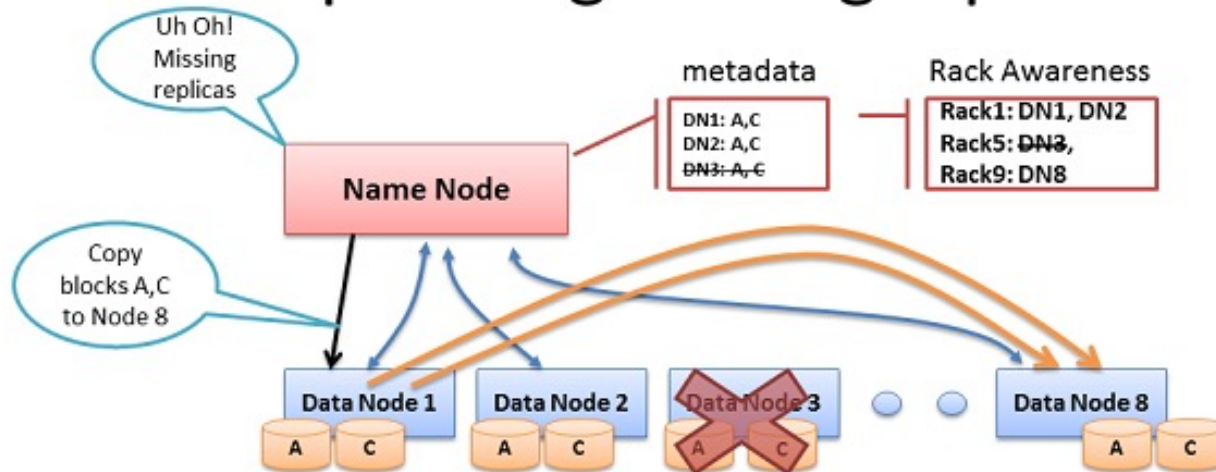 Uh Oh!
Missing
replicas
metadata
Rack Awareness
DN1: A,C
DN2: A,C
DN3: A, C
Rack1: DN1, DN2
Rack5: DN3,
Rack9: DN8
Name Node
Copy
blocks A,C
to Node 8
Data Node 1
Data Node 2
Data Node 3
Data Node 8
A C
A C
A C
A C